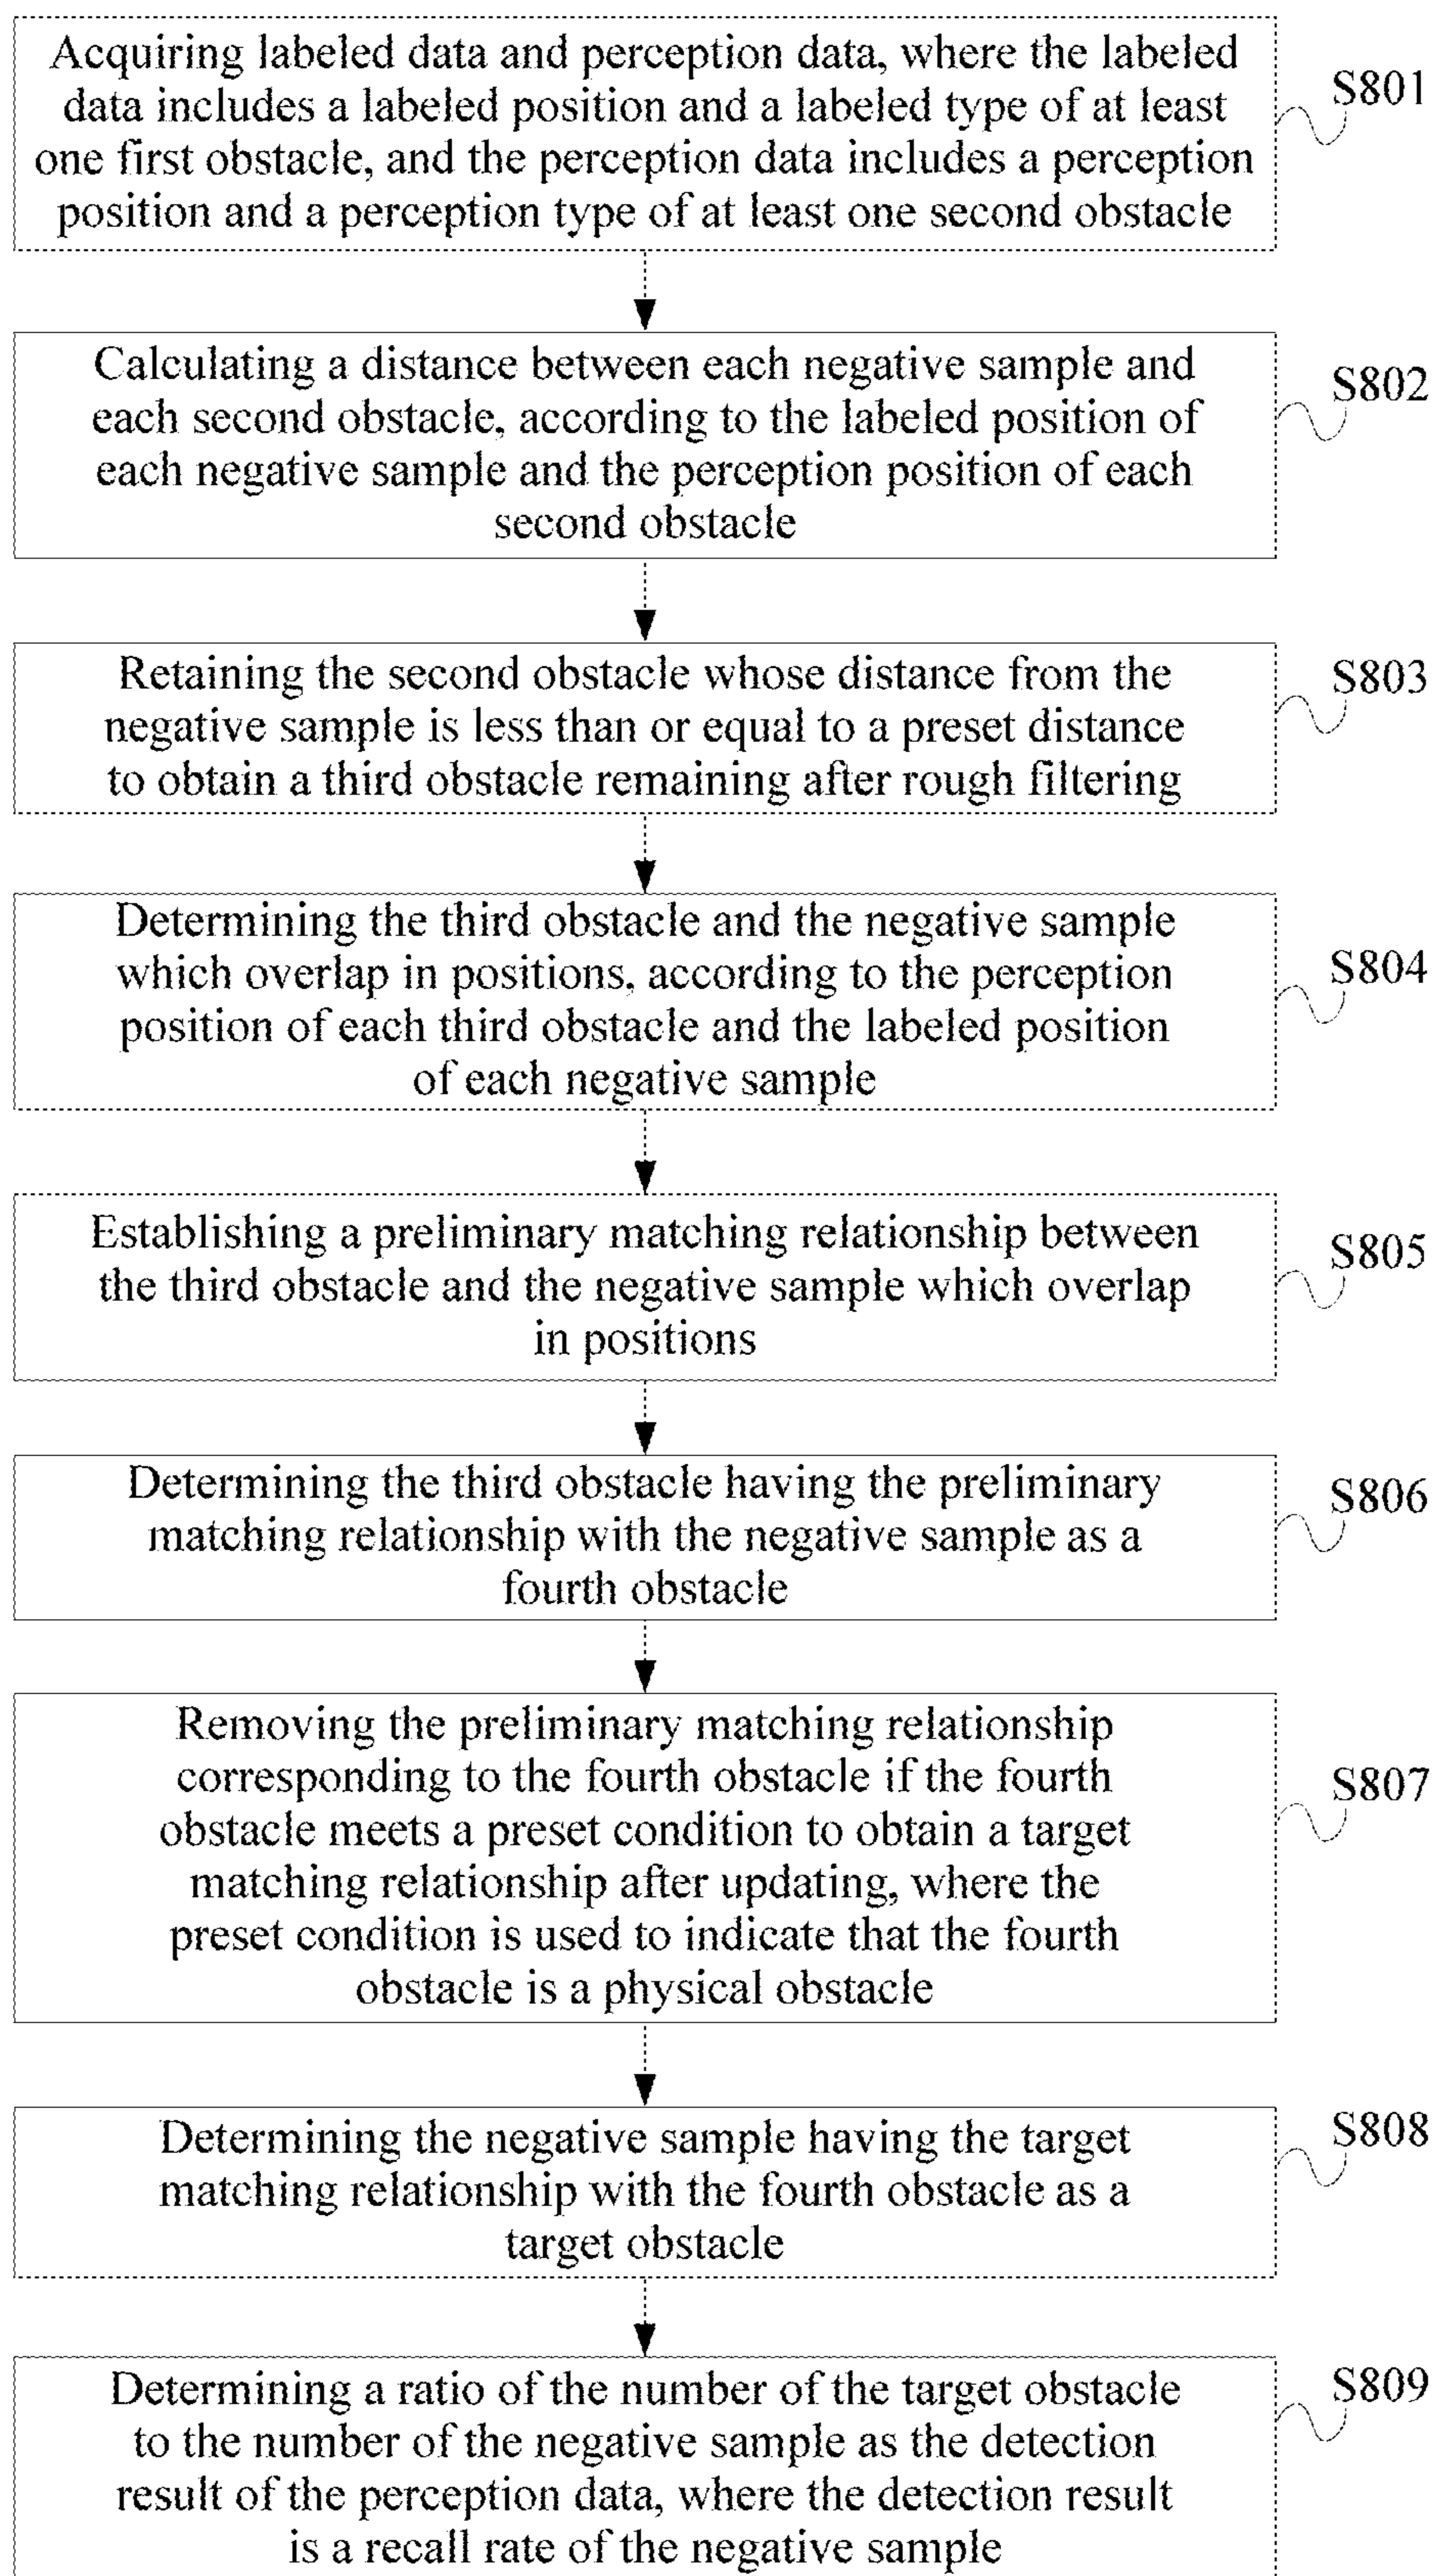 Acquiring labeled data and perception data, where the labeled
data includes a labeled position and a labeled type of at least
one first obstacle, and the perception data includes a perception
position and a perception type of at least one second obstacle
S801
Calculating a distance between each negative sample and
each second obstacle, according to the labeled position of
each negative sample and the perception position of each
second obstacle
S802
Retaining the second obstacle whose distance from the
negative sample is less than or equal to a preset distance
to obtain a third obstacle remaining after rough filtering
S803
Determining the third obstacle and the negative sample
which overlap in positions, according to the perception
position of each third obstacle and the labeled position
of each negative sample
S804
Establishing a preliminary matching relationship between
the third obstacle and the negative sample which overlap
in positions
S805
Determining the third obstacle having the preliminary
matching relationship with the negative sample as a
fourth obstacle
S806
Removing the preliminary matching relationship
corresponding to the fourth obstacle if the fourth
obstacle meets a preset condition to obtain a target
matching relationship after updating, where the
preset condition is used to indicate that the fourth
obstacle is a physical obstacle
S807
Determining the negative sample having the target
matching relationship with the fourth obstacle as a
target obstacle
S808
Determining a ratio of the number of the target obstacle
to the number of the negative sample as the detection
result of the perception data, where the detection result
is a recall rate of the negative sample
S809